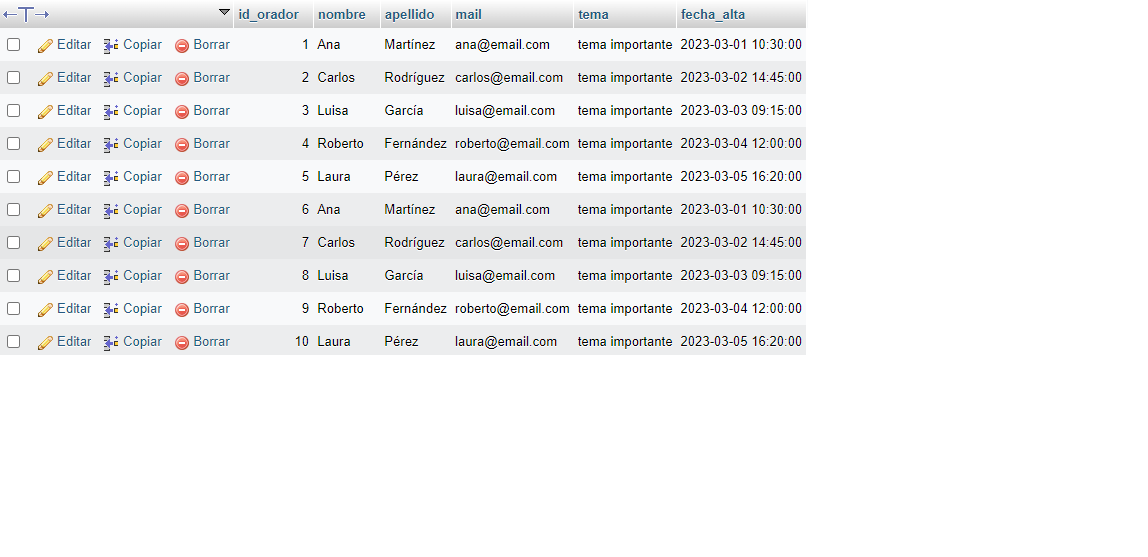 id_orador nombre apellido mail tema fecha_alta
Editar Copiar Borrar 1 Ana Martínez ana@email.com tema importante 2023-03-01 10:30:00
Editar Copiar Borrar 2 Carlos Rodríguez carlos@email.com tema importante 2023-03-02 14:45:00
Editar Copiar Borrar 3 Luisa García luisa@email.com tema importante 2023-03-03 09:15:00
Editar Copiar Borrar 4 Roberto Fernández roberto@email.com tema importante 2023-03-04 12:00:00
Editar Copiar Borrar 5 Laura Pérez laura@email.com tema importante 2023-03-05 16:20:00
Editar Copiar Borrar 6 Ana Martínez ana@email.com tema importante 2023-03-01 10:30:00
Editar Copiar Borrar 7 Carlos Rodríguez carlos@email.com tema importante 2023-03-02 14:45:00
Editar Copiar Borrar 8 Luisa García luisa@email.com tema importante 2023-03-03 09:15:00
Editar Copiar Borrar 9 Roberto Fernández roberto@email.com tema importante 2023-03-04 12:00:00
Editar Copiar Borrar 10 Laura Pérez laura@email.com tema importante 2023-03-05 16:20:00